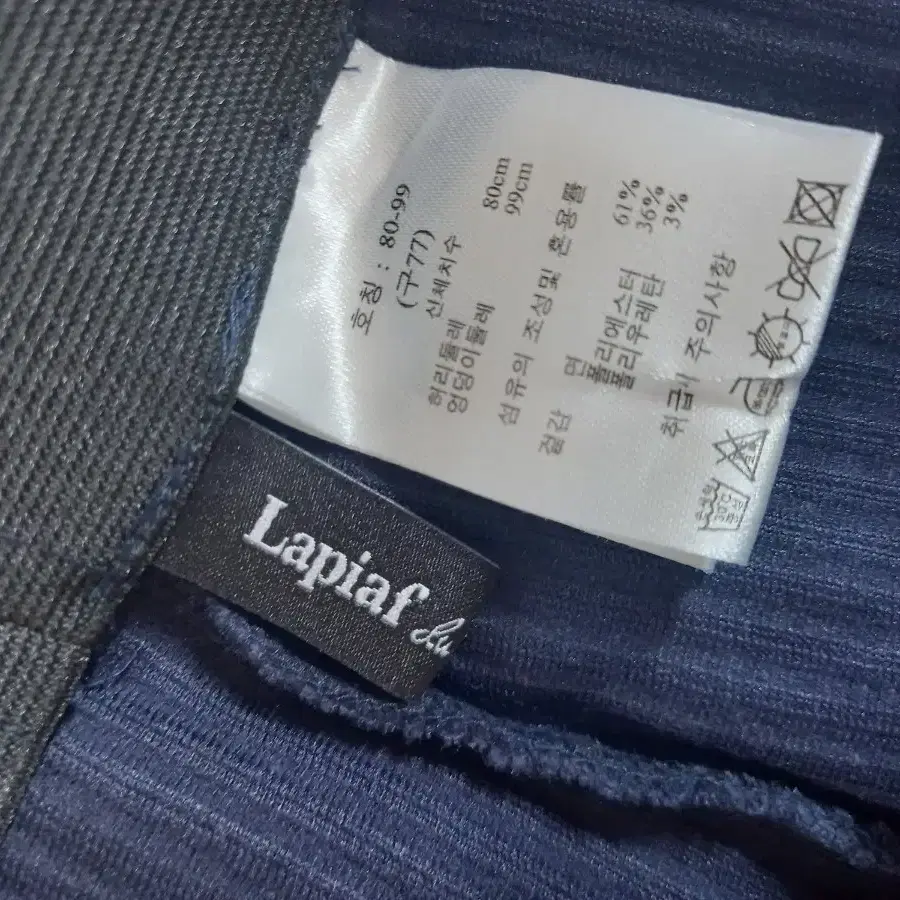 호칭 : 80-99
(구77)
신체치수
허리둘레 80cm
엉덩이둘레 99cm
섬유의 조성및 혼용률
겉감 면 61%
폴리에스터 36%
폴리우레탄 3%
취급시 주의사항
30℃
Lapiaf